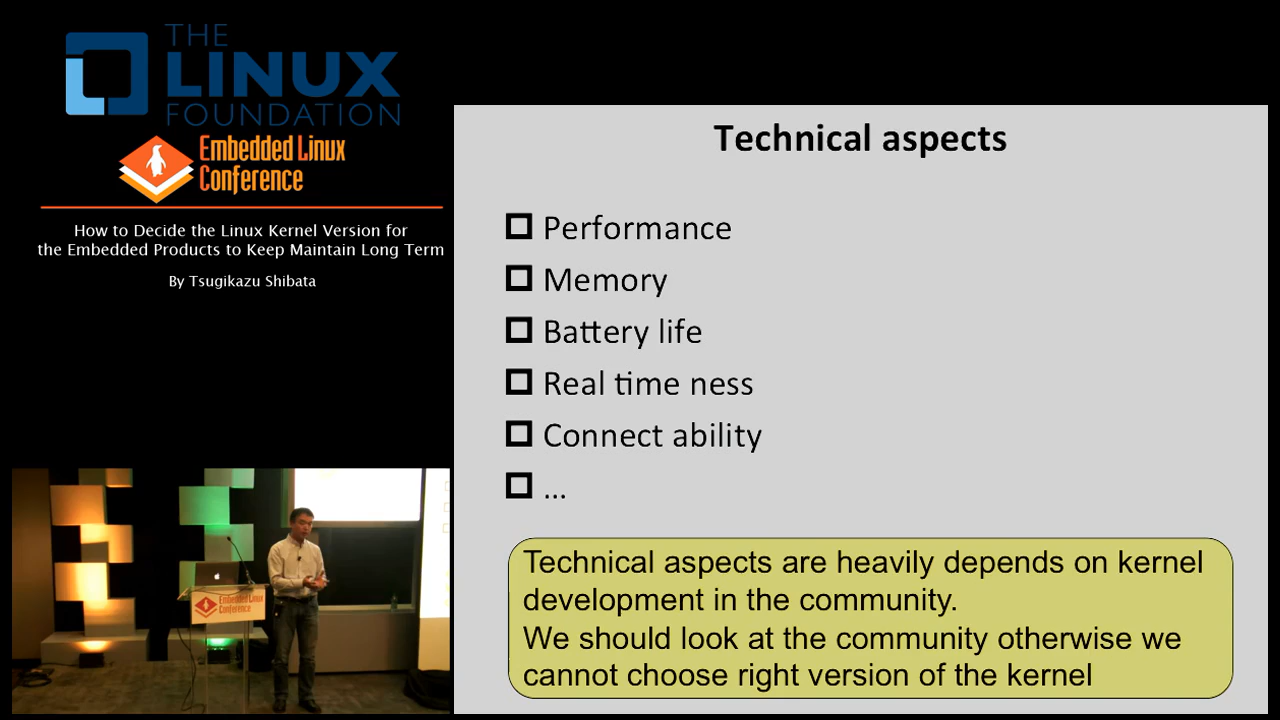 THE
LINUX
FOUNDATION
Embedded Linux
Conference
How to Decide the Linux Kernel Version for
the Embedded Products to Keep Maintain Long Term
By Tsugikazu Shibata
Technical aspects
Performance
Memory
Battery life
Real time ness
Connect ability
...
Technical aspects are heavily depends on kernel
development in the community.
We should look at the community otherwise we
cannot choose right version of the kernel
Embedded Linux
Conference